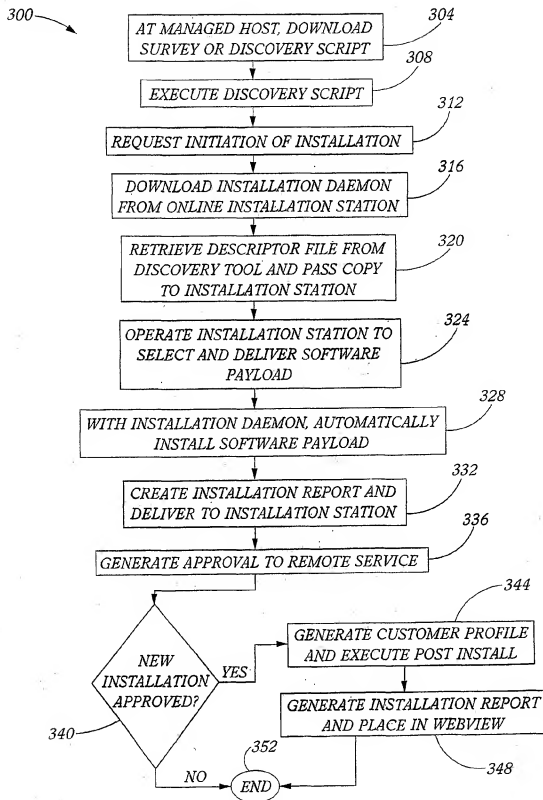 300
AT MANAGED HOST, DOWNLOAD
SURVEY OR DISCOVERY SCRIPT
304
EXECUTE DISCOVERY SCRIPT
308
REQUEST INITIATION OF INSTALLATION
312
DOWNLOAD INSTALLATION DAEMON
FROM ONLINE INSTALLATION STATION
316
RETRIEVE DESCRIPTOR FILE FROM
DISCOVERY TOOL AND PASS COPY
TO INSTALLATION STATION
320
OPERATE INSTALLATION STATION TO
SELECT AND DELIVER SOFTWARE
PAYLOAD
324
WITH INSTALLATION DAEMON, AUTOMATICALLY
INSTALL SOFTWARE PAYLOAD
328
CREATE INSTALLATION REPORT AND
DELIVER TO INSTALLATION STATION
332
GENERATE APPROVAL TO REMOTE SERVICE
336
NEW
INSTALLATION
APPROVED?
340
YES
GENERATE CUSTOMER PROFILE
AND EXECUTE POST INSTALL
344
GENERATE INSTALLATION REPORT
AND PLACE IN WEBVIEW
348
NO
END
352